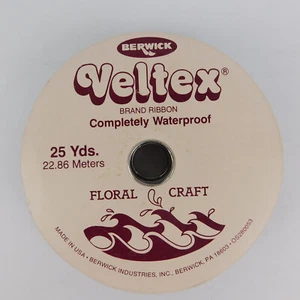 BERWICK
Veltex®
BRAND RIBBON
Completely Waterproof
25 Yds.
22.86 Meters
FLORAL CRAFT
MADE IN USA • BERWICK INDUSTRIES, INC., BERWICK, PA 18603 • OS280053